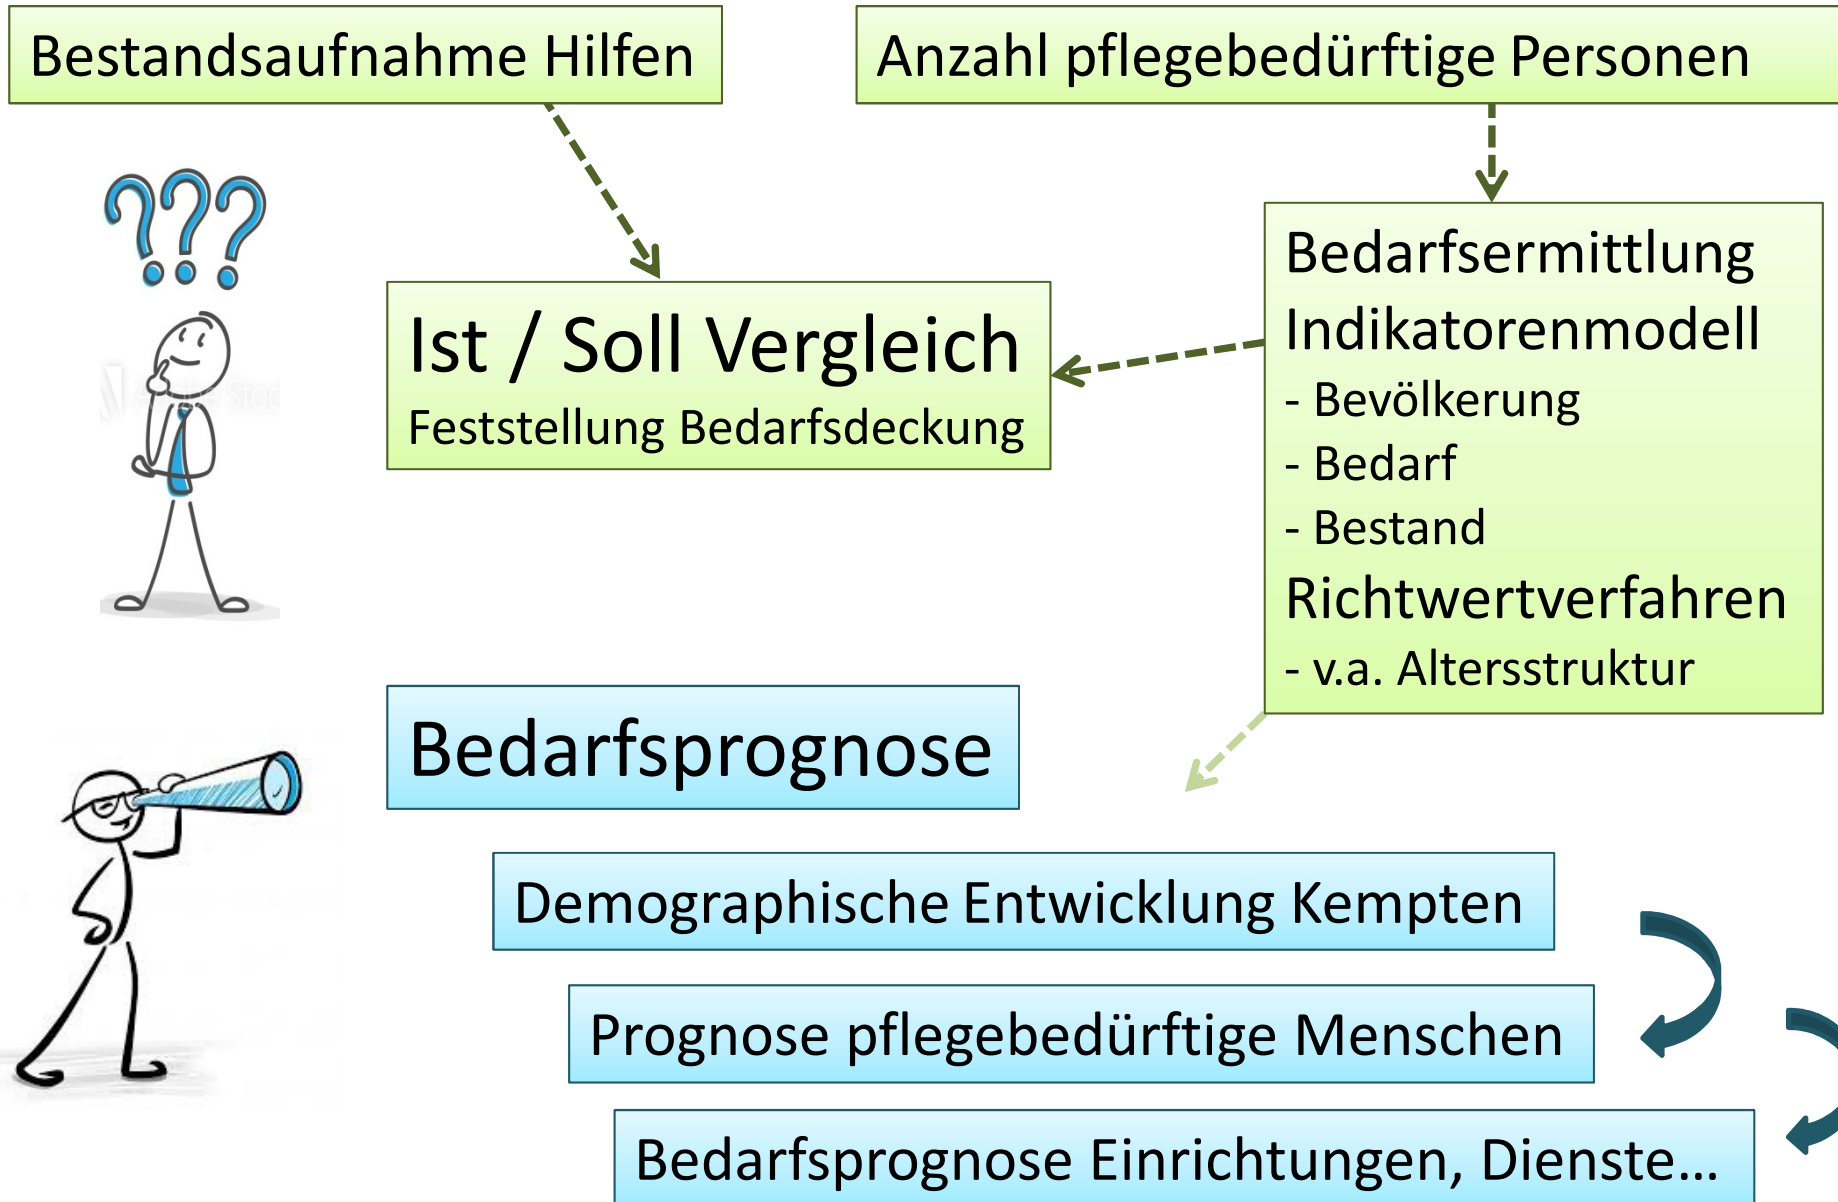 Bestandsaufnahme Hilfen
Anzahl pflegebedürftige Personen
???
Ist / Soll Vergleich
Feststellung Bedarfsdeckung
Bedarfsermittlung
Indikatorenmodell
- Bevölkerung
- Bedarf
- Bestand
Richtwertverfahren
- v.a. Altersstruktur
Bedarfsprognose
Demographische Entwicklung Kempten
Prognose pflegebedürftige Menschen
Bedarfsprognose Einrichtungen, Dienste...